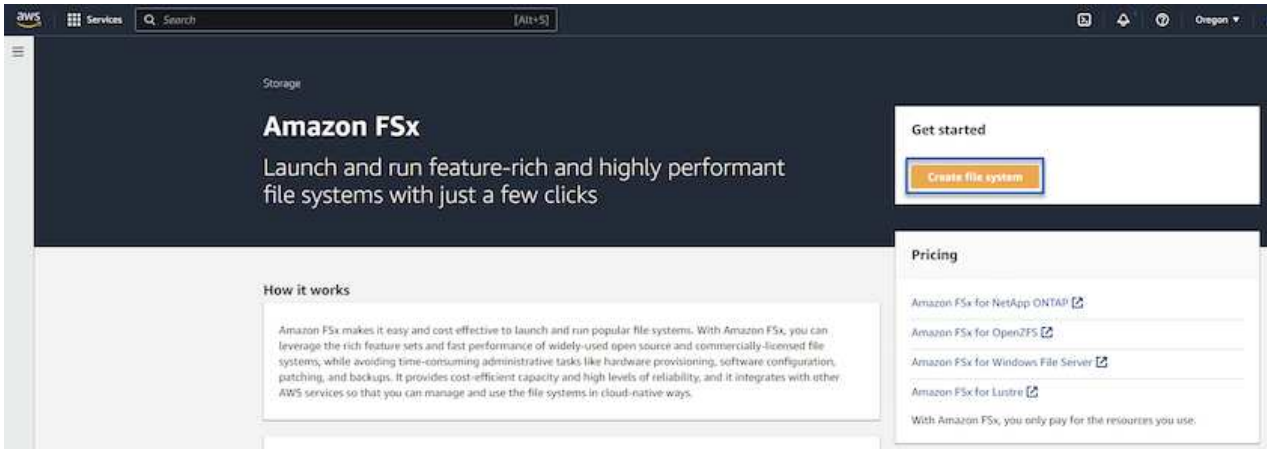 aws Services Search [Alt+S] Oregon
Storage
Amazon FSx
Launch and run feature-rich and highly performant
file systems with just a few clicks
Get started
Create file system
How it works
Amazon FSx makes it easy and cost effective to launch and run popular file systems. With Amazon FSx, you can
leverage the rich feature sets and fast performance of widely-used open source and commercially-licensed file
systems, while avoiding time-consuming administrative tasks like hardware provisioning, software configuration,
patching, and backups. It provides cost-efficient capacity and high levels of reliability, and it integrates with other
AWS services so that you can manage and use the file systems in cloud-native ways.
Pricing
Amazon FSx for NetApp ONTAP
Amazon FSx for OpenZFS
Amazon FSx for Windows File Server
Amazon FSx for Lustre
With Amazon FSx, you only pay for the resources you use.